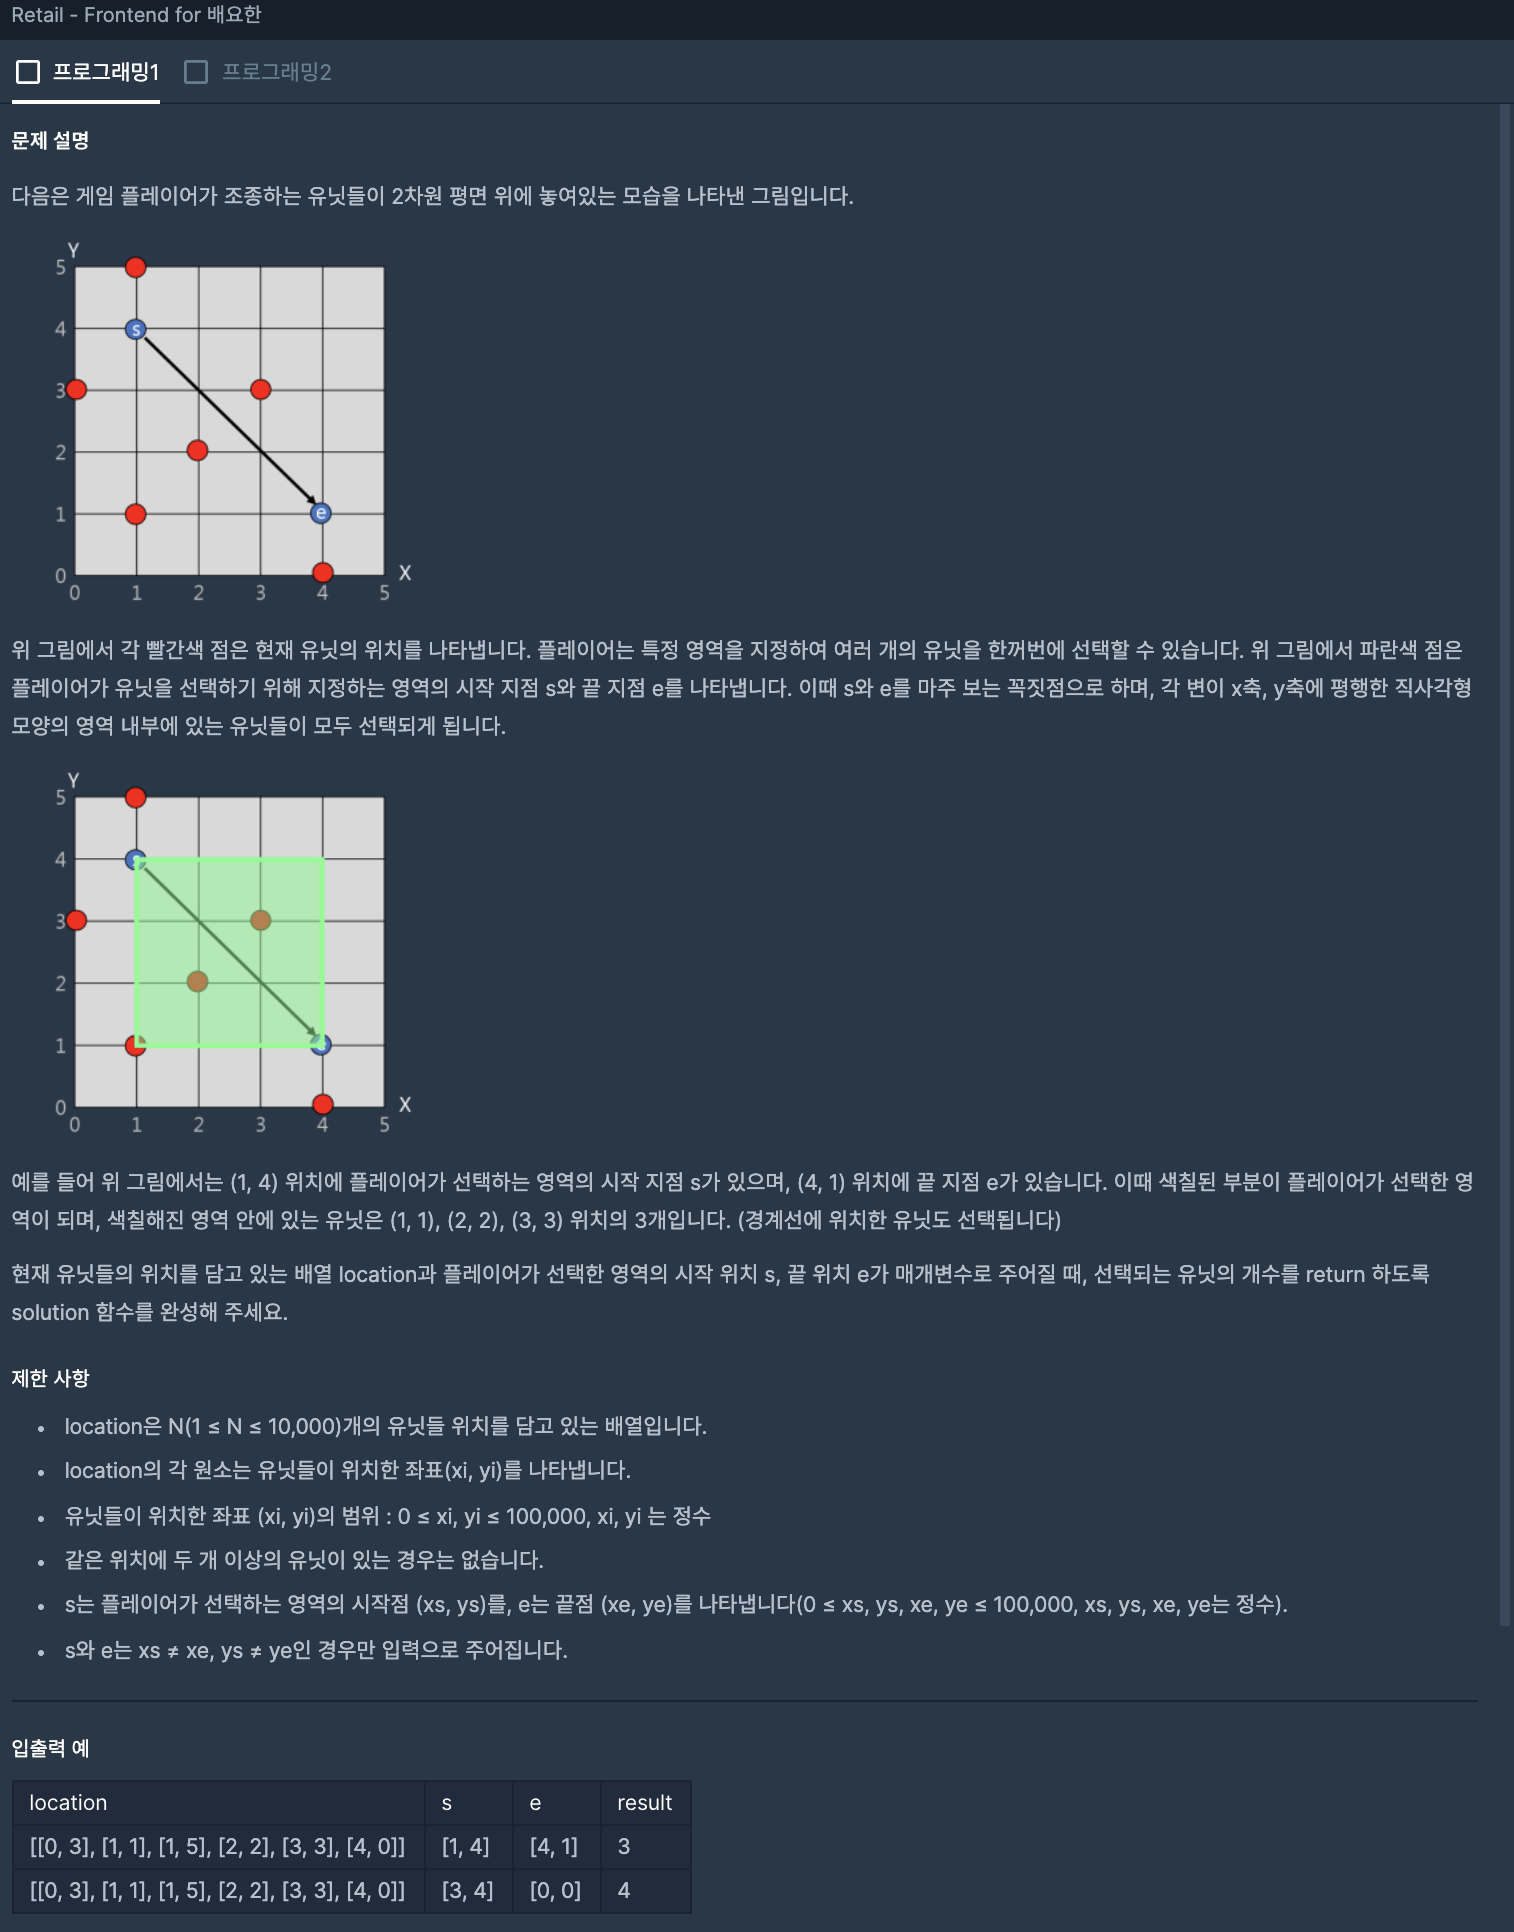 Retail - Frontend for 배요한
프로그래밍1 프로그래밍2
문제 설명
다음은 게임 플레이어가 조종하는 유닛들이 2차원 평면 위에 놓여있는 모습을 나타낸 그림입니다.
Y
5
4 s
3
2
1 e
0 X
0 1 2 3 4 5
위 그림에서 각 빨간색 점은 현재 유닛의 위치를 나타냅니다. 플레이어는 특정 영역을 지정하여 여러 개의 유닛을 한꺼번에 선택할 수 있습니다. 위 그림에서 파란색 점은
플레이어가 유닛을 선택하기 위해 지정하는 영역의 시작 지점 s와 끝 지점 e를 나타냅니다. 이때 s와 e를 마주 보는 꼭짓점으로 하며, 각 변이 x축, y축에 평행한 직사각형
모양의 영역 내부에 있는 유닛들이 모두 선택되게 됩니다.
Y
5
4
3
2
1
0 X
0 1 2 3 4 5
예를 들어 위 그림에서는 (1, 4) 위치에 플레이어가 선택하는 영역의 시작 지점 s가 있으며, (4, 1) 위치에 끝 지점 e가 있습니다. 이때 색칠된 부분이 플레이어가 선택한 영
역이 되며, 색칠해진 영역 안에 있는 유닛은 (1, 1), (2, 2), (3, 3) 위치의 3개입니다. (경계선에 위치한 유닛도 선택됩니다)
현재 유닛들의 위치를 담고 있는 배열 location과 플레이어가 선택한 영역의 시작 위치 s, 끝 위치 e가 매개변수로 주어질 때, 선택되는 유닛의 개수를 return 하도록
solution 함수를 완성해 주세요.
제한 사항
• location은 N(1 ≤ N ≤ 10,000)개의 유닛들 위치를 담고 있는 배열입니다.
• location의 각 원소는 유닛들이 위치한 좌표(xi, yi)를 나타냅니다.
• 유닛들이 위치한 좌표 (xi, yi)의 범위 : 0 ≤ xi, yi ≤ 100,000, xi, yi 는 정수
• 같은 위치에 두 개 이상의 유닛이 있는 경우는 없습니다.
• s는 플레이어가 선택하는 영역의 시작점 (xs, ys)를, e는 끝점 (xe, ye)를 나타냅니다(0 ≤ xs, ys, xe, ye ≤ 100,000, xs, ys, xe, ye는 정수).
• s와 e는 xs ≠ xe, ys ≠ ye인 경우만 입력으로 주어집니다.
입출력 예
location s e result
[[0, 3], [1, 1], [1, 5], [2, 2], [3, 3], [4, 0]] [1, 4] [4, 1] 3
[[0, 3], [1, 1], [1, 5], [2, 2], [3, 3], [4, 0]] [3, 4] [0, 0] 4